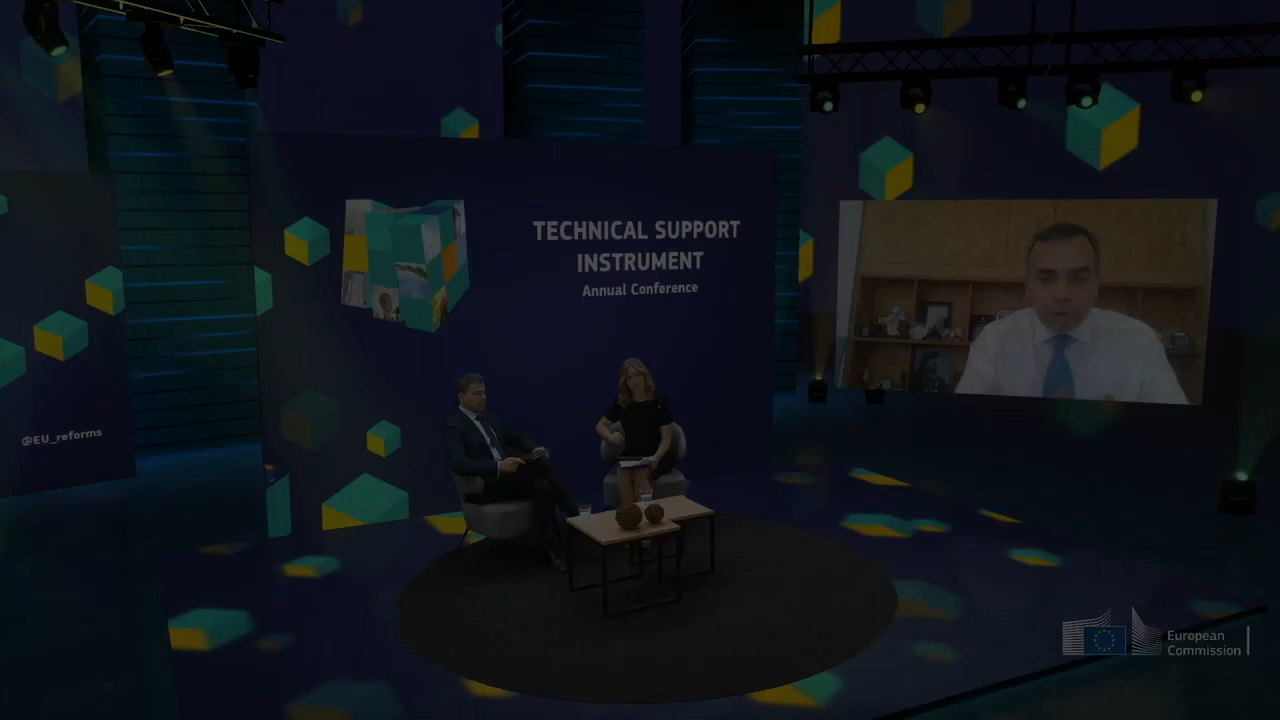 TECHNICAL SUPPORT
INSTRUMENT
Annual Conference
@EU_reforms
European
Commission